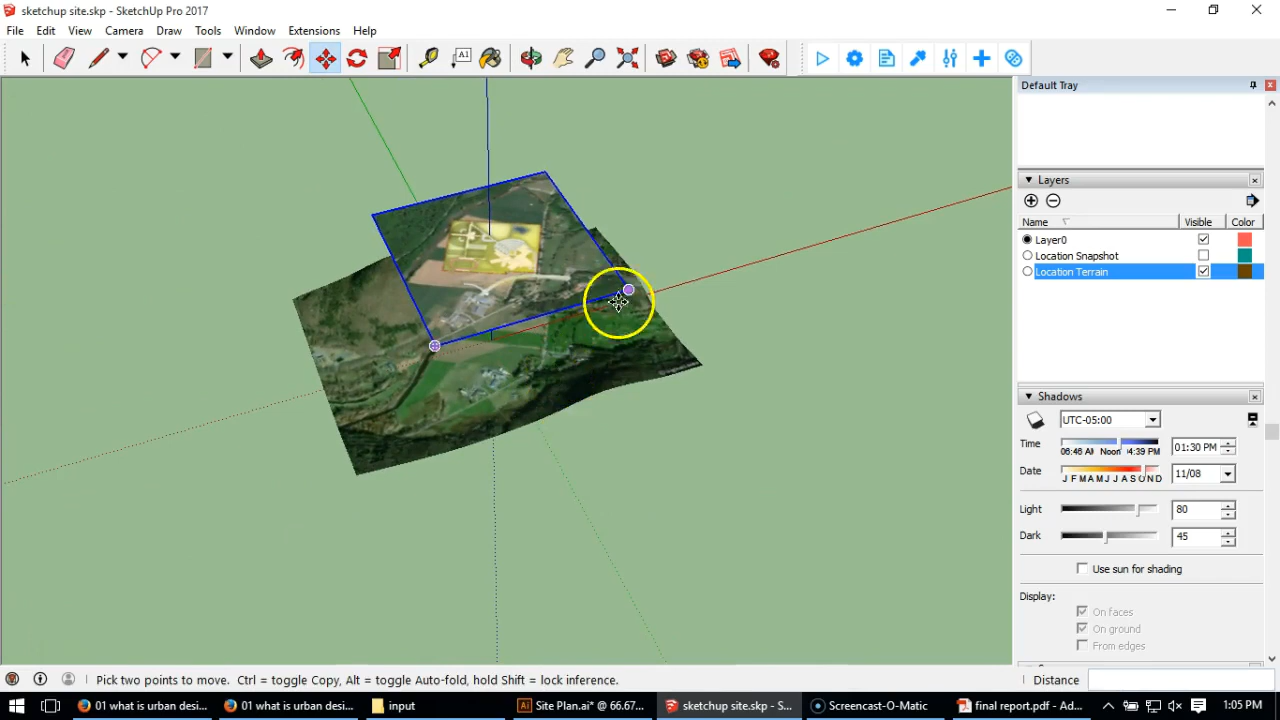 sketchup site.skp - SketchUp Pro 2017
File Edit View Camera Draw Tools Window Extensions Help
A1
Default Tray
Layers
Name Visible Color
Layer0
Location Snapshot
Location Terrain
Shadows
UTC-05:00
Time 01:30 PM
06:46 AM Noon 4:39 PM
Date 11/08
J F M A M J J A S O N D
Light 80
Dark 45
Use sun for shading
Display:
On faces
On ground
From edges
Pick two points to move. Ctrl = toggle Copy, Alt = toggle Auto-fold, hold Shift = lock inference.
Distance
01 what is urban desi...
01 what is urban desi...
input
Site Plan.ai* @ 66.67...
sketchup site.skp - S...
Screencast-O-Matic
final report.pdf - Ad...
1:05 PM